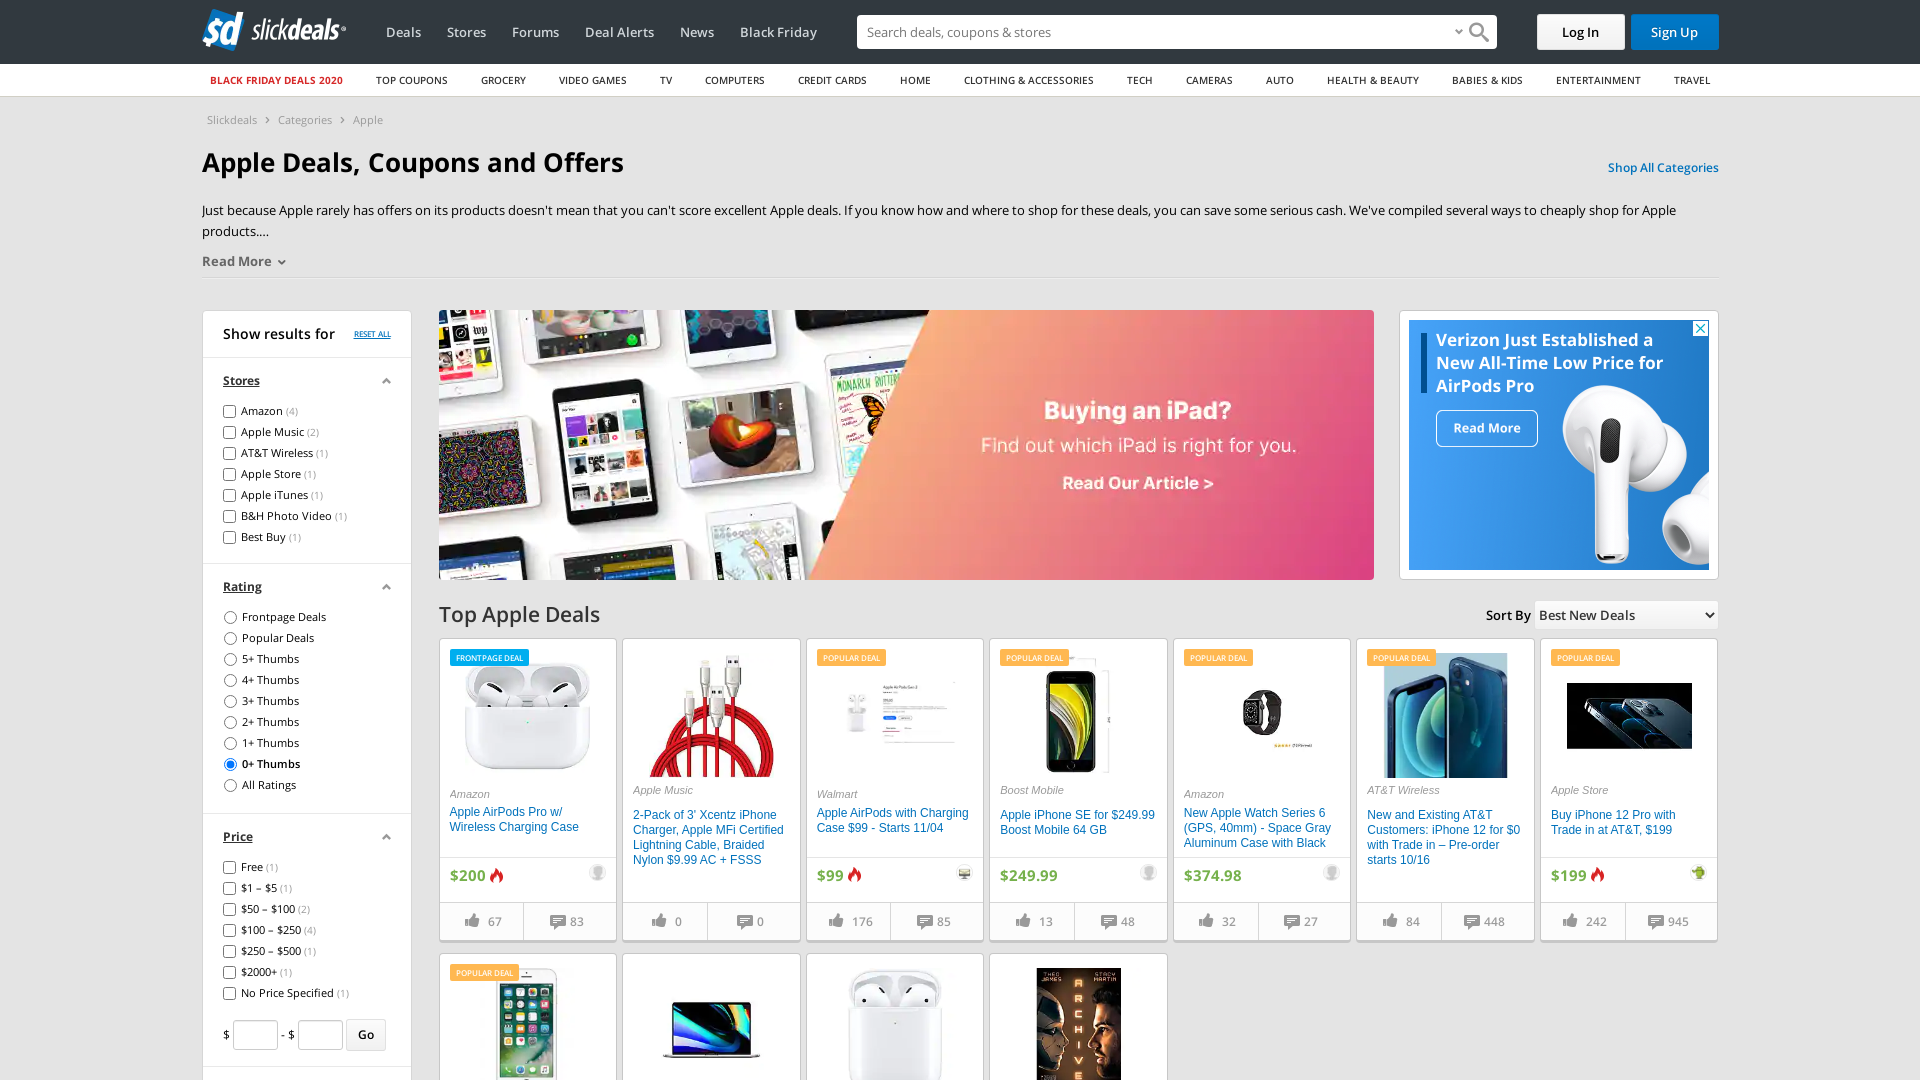 slickdeals
Deals
Stores
Forums
Deal Alerts
News
Black Friday
Search deals, coupons & stores
Log In
Sign Up
BLACK FRIDAY DEALS 2020
TOP COUPONS
GROCERY
VIDEO GAMES
TV
COMPUTERS
CREDIT CARDS
HOME
CLOTHING & ACCESSORIES
TECH
CAMERAS
AUTO
HEALTH & BEAUTY
BABIES & KIDS
ENTERTAINMENT
TRAVEL
Slickdeals > Categories > Apple
Apple Deals, Coupons and Offers
Shop All Categories
Just because Apple rarely has offers on its products doesn't mean that you can't score excellent Apple deals. If you know how and where to shop for these deals, you can save some serious cash. We've compiled several ways to cheaply shop for Apple
products....
Read More
Show results for
RESET ALL
Stores
Amazon (4)
Apple Music (2)
AT&T Wireless (1)
Apple Store (1)
Apple iTunes (1)
B&H Photo Video (1)
Best Buy (1)
Rating
Frontpage Deals
Popular Deals
5+ Thumbs
4+ Thumbs
3+ Thumbs
2+ Thumbs
1+ Thumbs
0+ Thumbs
All Ratings
Price
Free (1)
$1 – $5 (1)
$50 – $100 (2)
$100 – $250 (4)
$250 – $500 (1)
$2000+ (1)
No Price Specified (1)
$ - $ Go
MONARCH BUTTER
Buying an iPad?
Find out which iPad is right for you.
Read Our Article >
Verizon Just Established a
New All-Time Low Price for
AirPods Pro
Read More
Top Apple Deals
Sort By Best New Deals
FRONTPAGE DEAL
Amazon
Apple AirPods Pro w/
Wireless Charging Case
$200
67
83
Apple Music
2-Pack of 3' Xcentz iPhone
Charger, Apple MFi Certified
Lightning Cable, Braided
Nylon $9.99 AC + FSSS
0
0
POPULAR DEAL
Walmart
Apple AirPods with Charging
Case $99 - Starts 11/04
$99
176
85
POPULAR DEAL
Boost Mobile
Apple iPhone SE for $249.99
Boost Mobile 64 GB
$249.99
13
48
POPULAR DEAL
Amazon
New Apple Watch Series 6
(GPS, 40mm) - Space Gray
Aluminum Case with Black
$374.98
32
27
POPULAR DEAL
AT&T Wireless
New and Existing AT&T
Customers: iPhone 12 for $0
with Trade in – Pre-order
starts 10/16
84
448
POPULAR DEAL
Apple Store
Buy iPhone 12 Pro with
Trade in at AT&T, $199
$199
242
945
POPULAR DEAL
THEO
JAMES
STACY
MARTIN
ARCHIVE